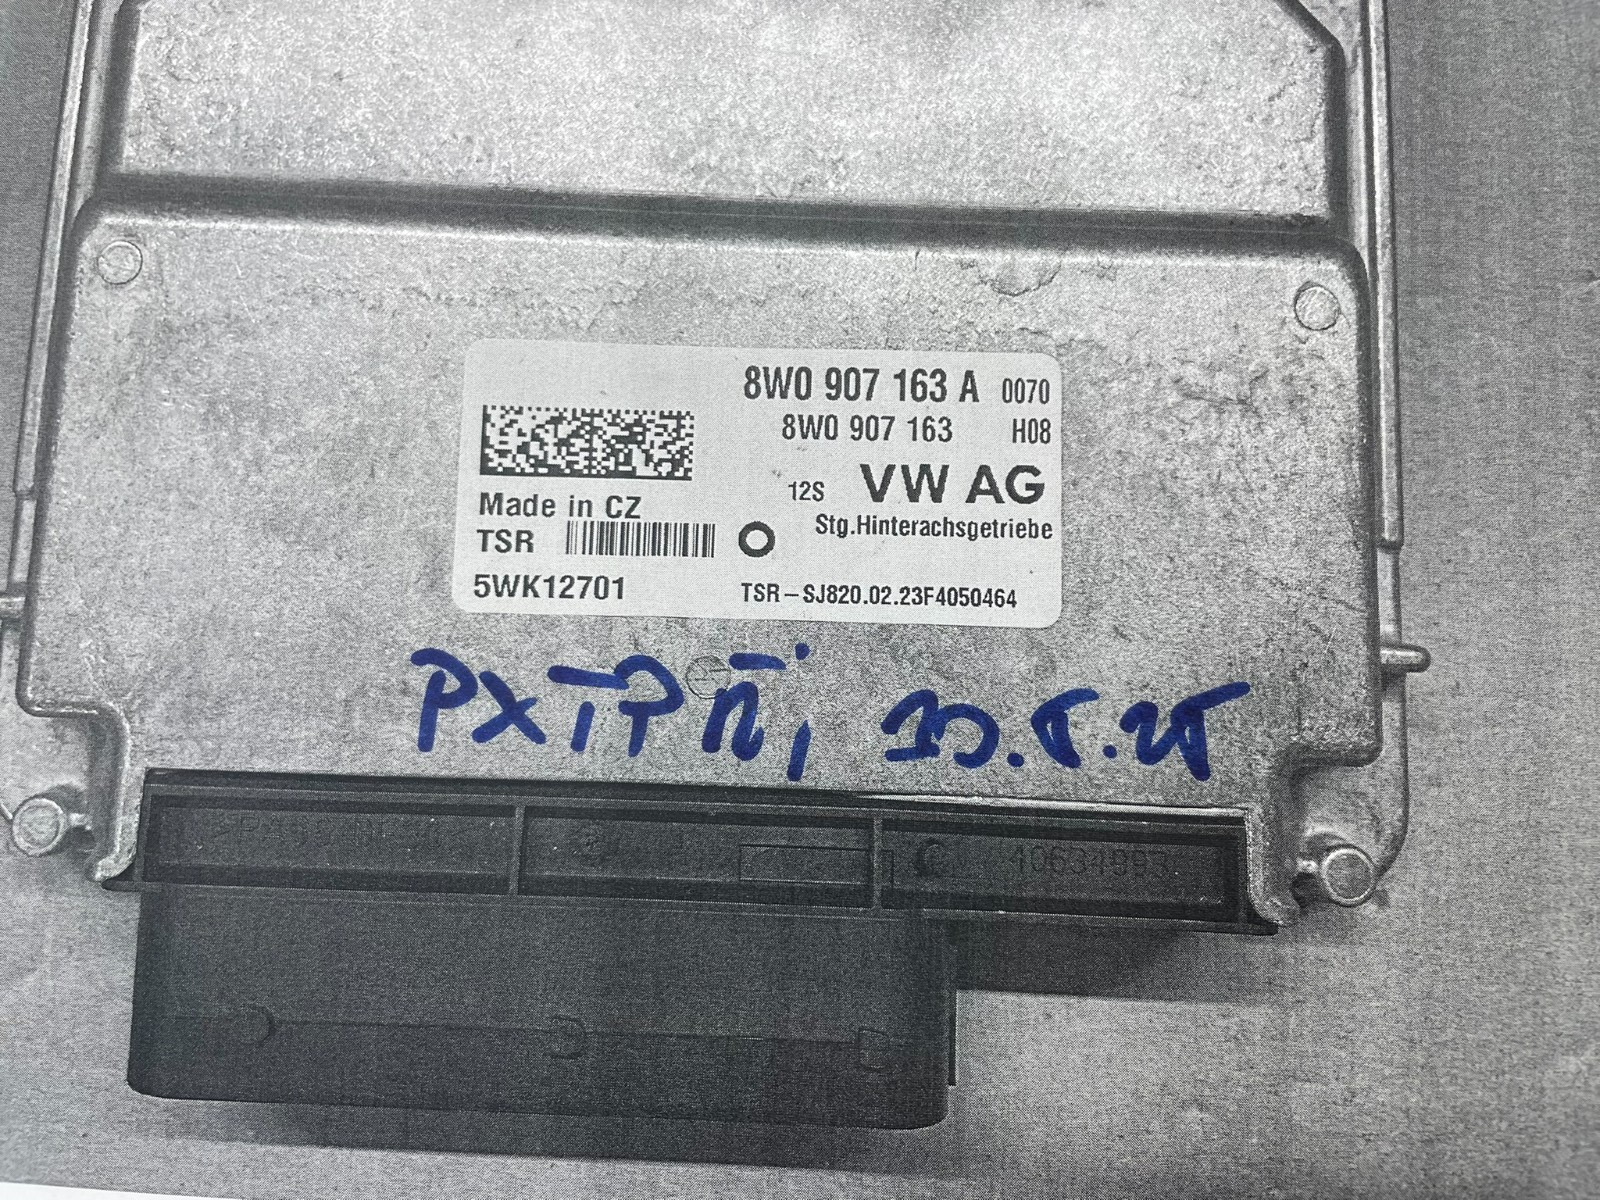 8W0 907 163 A 0070
8W0 907 163 H08
12S VW AG
Made in CZ
Stg.Hinterachsgetriebe
TSR
5WK12701 TSR-SJ820.02.23F4050464
10631993